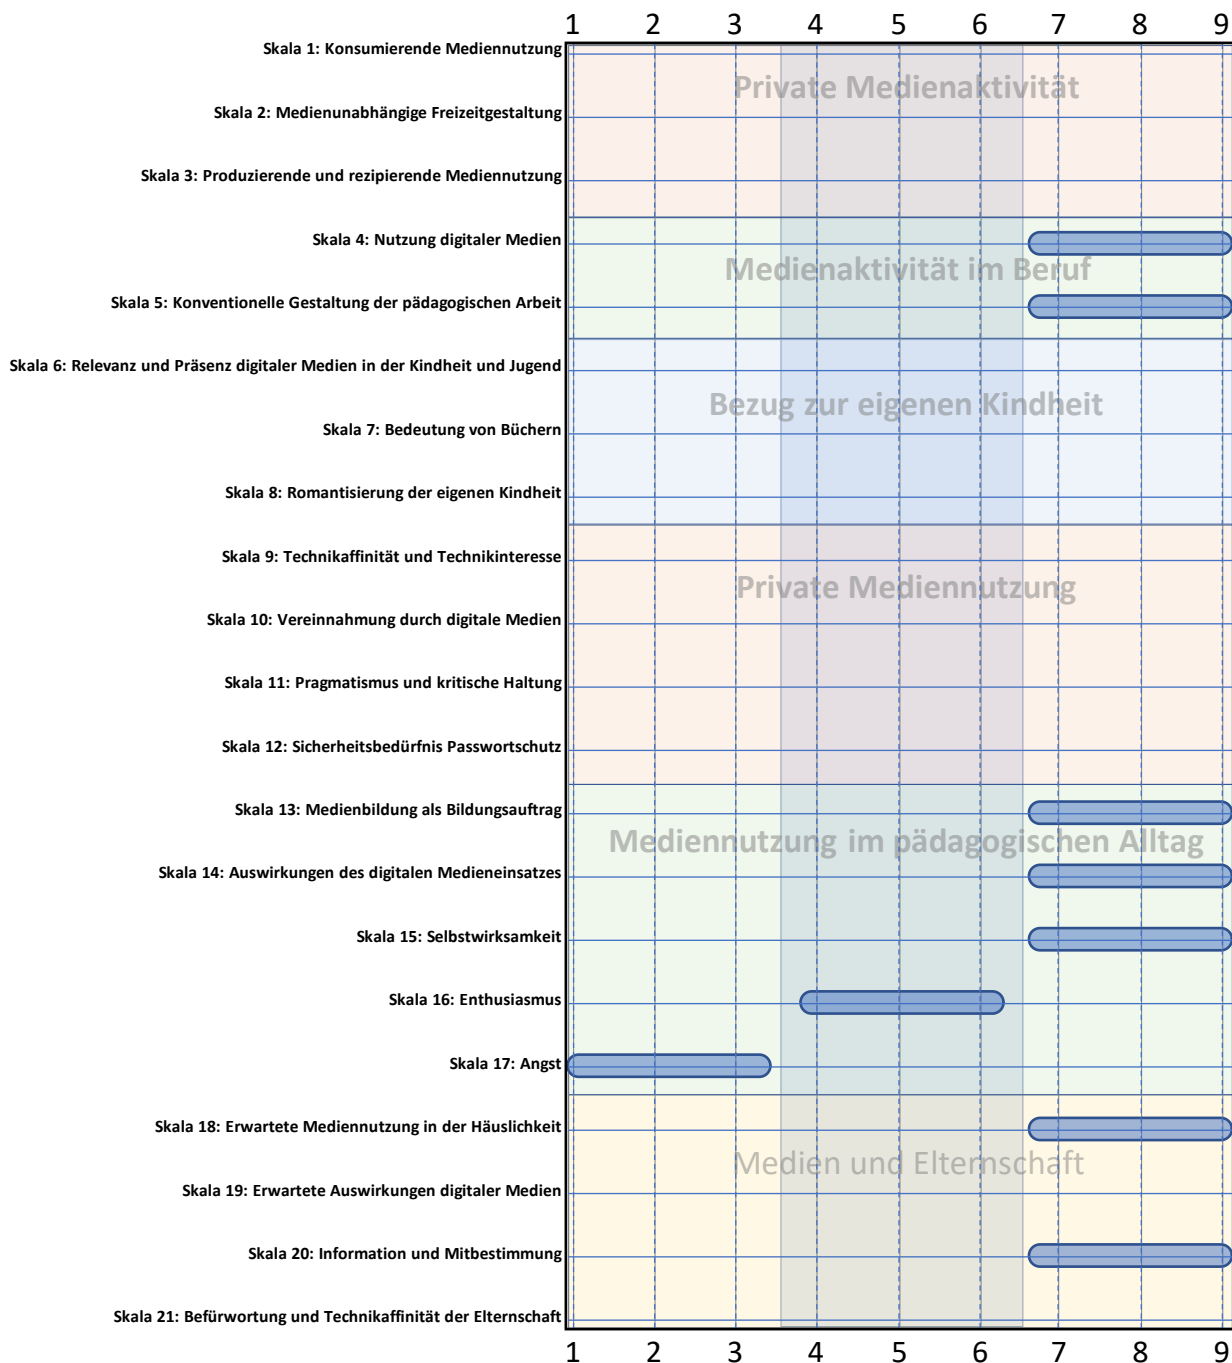 1 2 3 4 5 6 7 8 9
Skala 1: Konsumierende Mediennutzung
Private Medienaktivität
Skala 2: Medienunabhängige Freizeitgestaltung
Skala 3: Produzierende und rezipierende Mediennutzung
Skala 4: Nutzung digitaler Medien
Medienaktivität im Beruf
Skala 5: Konventionelle Gestaltung der pädagogischen Arbeit
Skala 6: Relevanz und Präsenz digitaler Medien in der Kindheit und Jugend
Bezug zur eigenen Kindheit
Skala 7: Bedeutung von Büchern
Skala 8: Romantisierung der eigenen Kindheit
Skala 9: Technikaffinität und Technikinteresse
Private Mediennutzung
Skala 10: Vereinnahmung durch digitale Medien
Skala 11: Pragmatismus und kritische Haltung
Skala 12: Sicherheitsbedürfnis Passwortschutz
Skala 13: Medienbildung als Bildungsauftrag
Mediennutzung im pädagogischen Alltag
Skala 14: Auswirkungen des digitalen Medieneinsatzes
Skala 15: Selbstwirksamkeit
Skala 16: Enthusiasmus
Skala 17: Angst
Skala 18: Erwartete Mediennutzung in der Häuslichkeit
Medien und Elternschaft
Skala 19: Erwartete Auswirkungen digitaler Medien
Skala 20: Information und Mitbestimmung
Skala 21: Befürwortung und Technikaffinität der Elternschaft
1 2 3 4 5 6 7 8 9